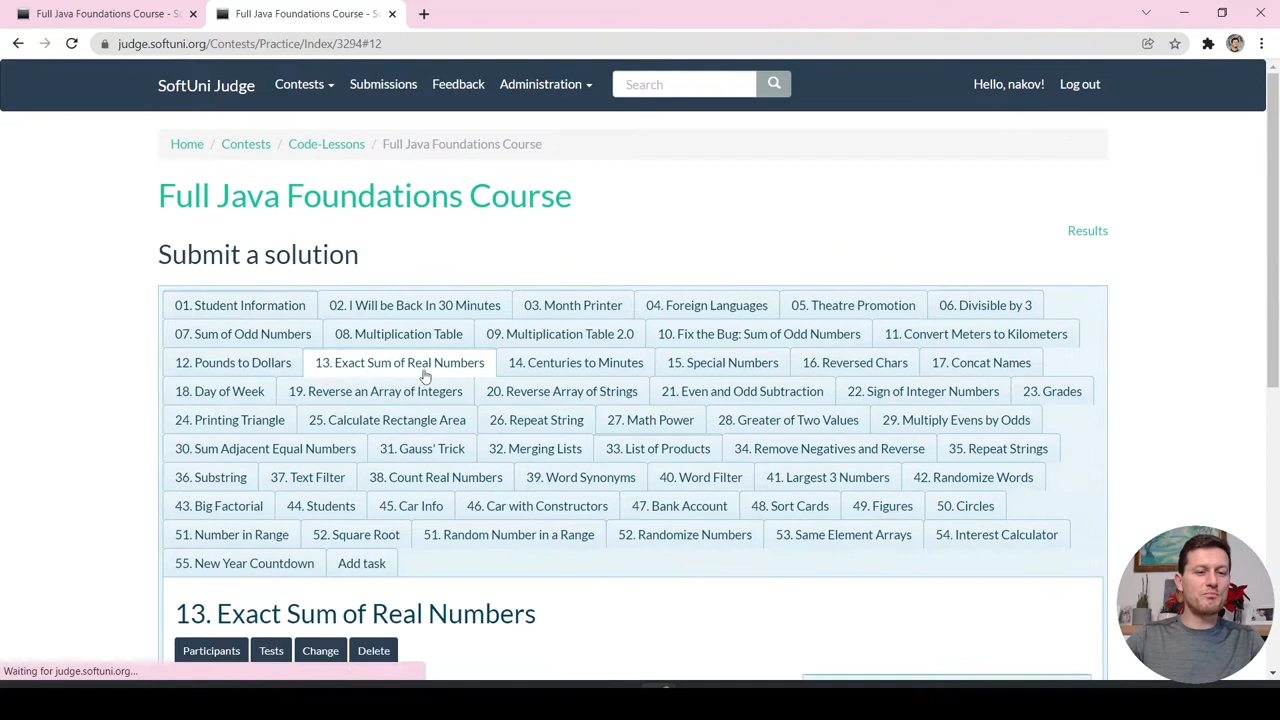 Full Java Foundations Course - S
Full Java Foundations Course - S
judge.softuni.org/Contests/Practice/Index/3294#12
SoftUni Judge Contests Submissions Feedback Administration Search Hello, nakov! Log out
Home / Contests / Code-Lessons / Full Java Foundations Course
Full Java Foundations Course
Results
Submit a solution
01. Student Information 02. I Will be Back In 30 Minutes 03. Month Printer 04. Foreign Languages 05. Theatre Promotion 06. Divisible by 3
07. Sum of Odd Numbers 08. Multiplication Table 09. Multiplication Table 2.0 10. Fix the Bug: Sum of Odd Numbers 11. Convert Meters to Kilometers
12. Pounds to Dollars 13. Exact Sum of Real Numbers 14. Centuries to Minutes 15. Special Numbers 16. Reversed Chars 17. Concat Names
18. Day of Week 19. Reverse an Array of Integers 20. Reverse Array of Strings 21. Even and Odd Subtraction 22. Sign of Integer Numbers 23. Grades
24. Printing Triangle 25. Calculate Rectangle Area 26. Repeat String 27. Math Power 28. Greater of Two Values 29. Multiply Evens by Odds
30. Sum Adjacent Equal Numbers 31. Gauss' Trick 32. Merging Lists 33. List of Products 34. Remove Negatives and Reverse 35. Repeat Strings
36. Substring 37. Text Filter 38. Count Real Numbers 39. Word Synonyms 40. Word Filter 41. Largest 3 Numbers 42. Randomize Words
43. Big Factorial 44. Students 45. Car Info 46. Car with Constructors 47. Bank Account 48. Sort Cards 49. Figures 50. Circles
51. Number in Range 52. Square Root 51. Random Number in a Range 52. Randomize Numbers 53. Same Element Arrays 54. Interest Calculator
55. New Year Countdown Add task
13. Exact Sum of Real Numbers
Participants Tests Change Delete
Waiting for judge.softuni.org...